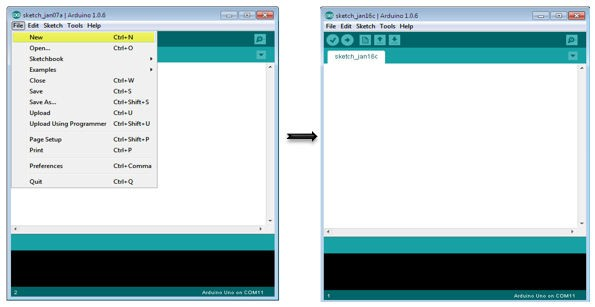 sketch_jan07a | Arduino 1.0.6
File Edit Sketch Tools Help
New Ctrl+N
Open... Ctrl+O
Sketchbook
Examples
Close Ctrl+W
Save Ctrl+S
Save As... Ctrl+Shift+S
Upload Ctrl+U
Upload Using Programmer Ctrl+Shift+U
Page Setup Ctrl+Shift+P
Print Ctrl+P
Preferences Ctrl+Comma
Quit Ctrl+Q
2 Arduino Uno on COM11
sketch_jan16c | Arduino 1.0.6
File Edit Sketch Tools Help
sketch_jan16c
1 Arduino Uno on COM11